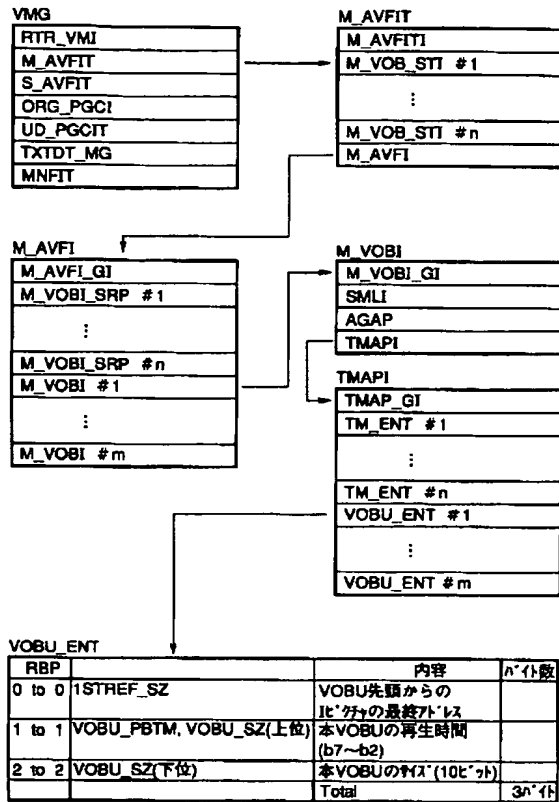 VMG
RTR_VMI
M_AVFIT
S_AVFIT
ORG_PGCI
UD_PGCIT
TXTDT_MG
MNFIT
M_AVFIT
M_AVFITI
M_VOB_STI #1
⋮
M_VOB_STI #n
M_AVFI
M_AVFI
M_AVFI_GI
M_VOBI_SRP #1
⋮
M_VOBI_SRP #n
M_VOBI #1
⋮
M_VOBI #m
M_VOBI
M_VOBI_GI
SMLI
AGAP
TMAPI
TMAPI
TMAP_GI
TM_ENT #1
⋮
TM_ENT #n
VOBU_ENT #1
⋮
VOBU_ENT #m
VOBU_ENT
RBP 内容 ﾊﾞｲﾄ数
0 to 0 1STREF_SZ VOBU先頭からの
Iﾋﾟｸﾁｬの最終ｱﾄﾞﾚｽ
1 to 1 VOBU_PBTM, VOBU_SZ(上位) 本VOBUの再生時間
(b7～b2)
2 to 2 VOBU_SZ(下位) 本VOBUのｻｲｽﾞ(10ﾋﾞｯﾄ)
Total 3ﾊﾞｲﾄ